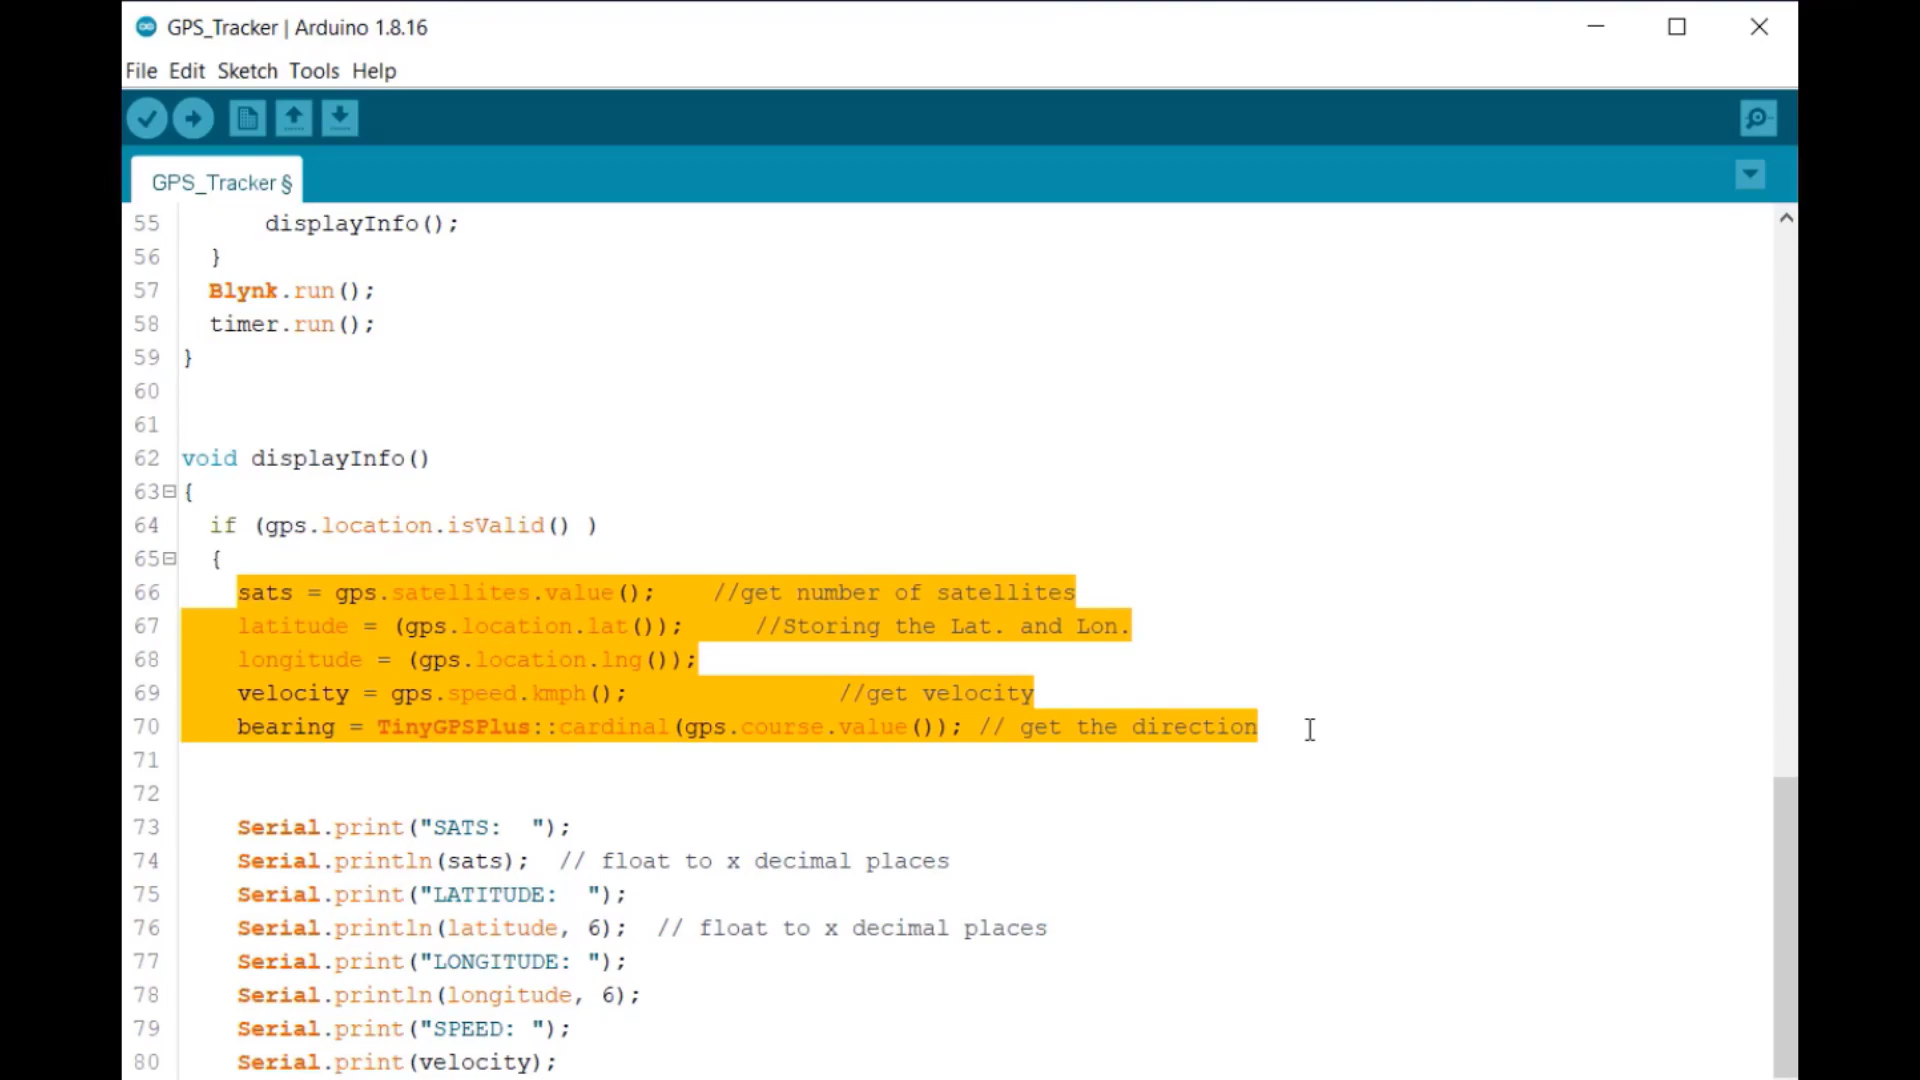 GPS_Tracker | Arduino 1.8.16
File Edit Sketch Tools Help
GPS_Tracker §
55 displayInfo();
56 }
57 Blynk.run();
58 timer.run();
59 }
60
61
62 void displayInfo()
63 {
64 if (gps.location.isValid() )
65 {
66 sats = gps.satellites.value(); //get number of satellites
67 latitude = (gps.location.lat()); //Storing the Lat. and Lon.
68 longitude = (gps.location.lng());
69 velocity = gps.speed.kmph(); //get velocity
70 bearing = TinyGPSPlus::cardinal(gps.course.value()); // get the direction
71
72
73 Serial.print("SATS:  ");
74 Serial.println(sats); // float to x decimal places
75 Serial.print("LATITUDE:  ");
76 Serial.println(latitude, 6); // float to x decimal places
77 Serial.print("LONGITUDE: ");
78 Serial.println(longitude, 6);
79 Serial.print("SPEED: ");
80 Serial.print(velocity);